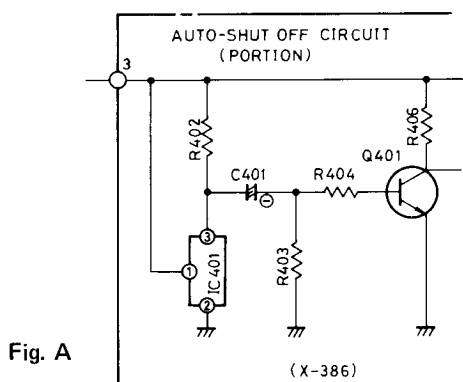 AUTO-SHUT OFF CIRCUIT
(PORTION)
3
R402
R406
Q401
C401
R404
⊖
3
1
IC401
R403
2
Fig. A
(X-386)